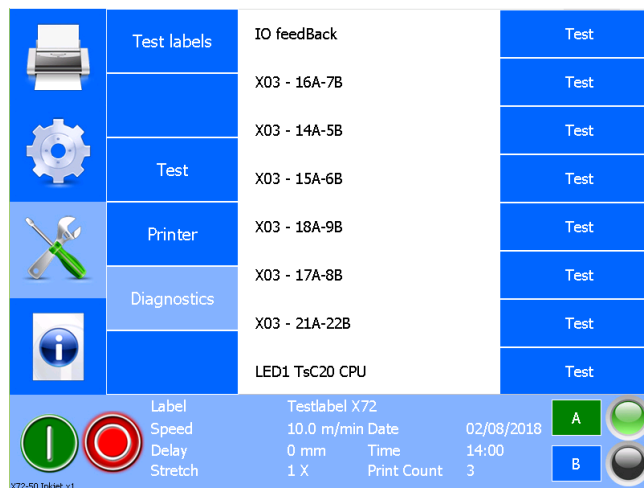 Test labels
Test
Printer
Diagnostics
IO feedBack Test
X03 - 16A-7B Test
X03 - 14A-5B Test
X03 - 15A-6B Test
X03 - 18A-9B Test
X03 - 17A-8B Test
X03 - 21A-22B Test
LED1 TsC20 CPU Test
Label Testlabel X72
Speed 10.0 m/min Date 02/08/2018
Delay 0 mm Time 14:00
Stretch 1 X Print Count 3
A
B
X72-50 Inkjet x1